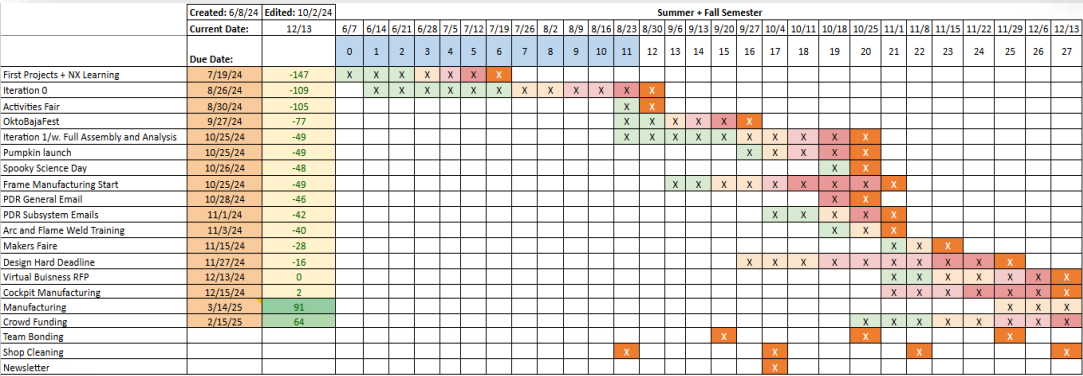 Created: 6/8/24 Edited: 10/2/24 Summer + Fall Semester
Current Date: 12/13 6/7 6/14 6/21 6/28 7/5 7/12 7/19 7/26 8/2 8/9 8/16 8/23 8/30 9/6 9/13 9/20 9/27 10/4 10/11 10/18 10/25 11/1 11/8 11/15 11/22 11/29 12/6 12/13
Due Date: 0 1 2 3 4 5 6 7 8 9 10 11 12 13 14 15 16 17 18 19 20 21 22 23 24 25 26 27
First Projects + NX Learning 7/19/24 -147 X X X X X X X
Iteration 0 8/26/24 -109 X X X X X X X X X X X X
Activities Fair 8/30/24 -105 X X
OktoBajaFest 9/27/24 -77 X X X X X X
Iteration 1/w. Full Assembly and Analysis 10/25/24 -49 X X X X X X X X X X
Pumpkin launch 10/25/24 -49 X X X X X
Spooky Science Day 10/26/24 -48 X X
Frame Manufacturing Start 10/25/24 -49 X X X X X X X X X
PDR General Email 10/28/24 -46 X X
PDR Subsystem Emails 11/1/24 -42 X X X X X
Arc and Flame Weld Training 11/3/24 -40 X X X
Makers Faire 11/15/24 -28 X X X
Design Hard Deadline 11/27/24 -16 X X X X X X X X X X
Virtual Buisness RFP 12/13/24 0 X X X X X X X
Cockpit Manufacturing 12/15/24 2 X X X X X X X
Manufacturing 3/14/25 91 X X X
Crowd Funding 2/15/25 64 X X X X X X X X
Team Bonding X X X
Shop Cleaning X X X X
Newsletter X